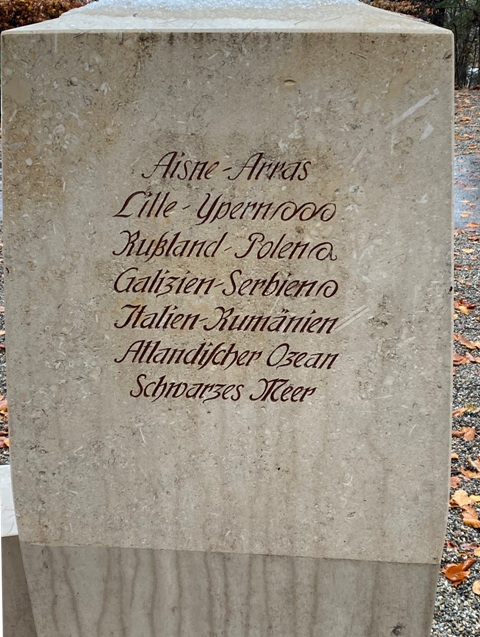 Aisne-Arras
Lille-Ypern
Rußland-Polen
Galizien-Serbien
Italien-Rumänien
Atlandiſcher Ozean
Schwarzes Meer